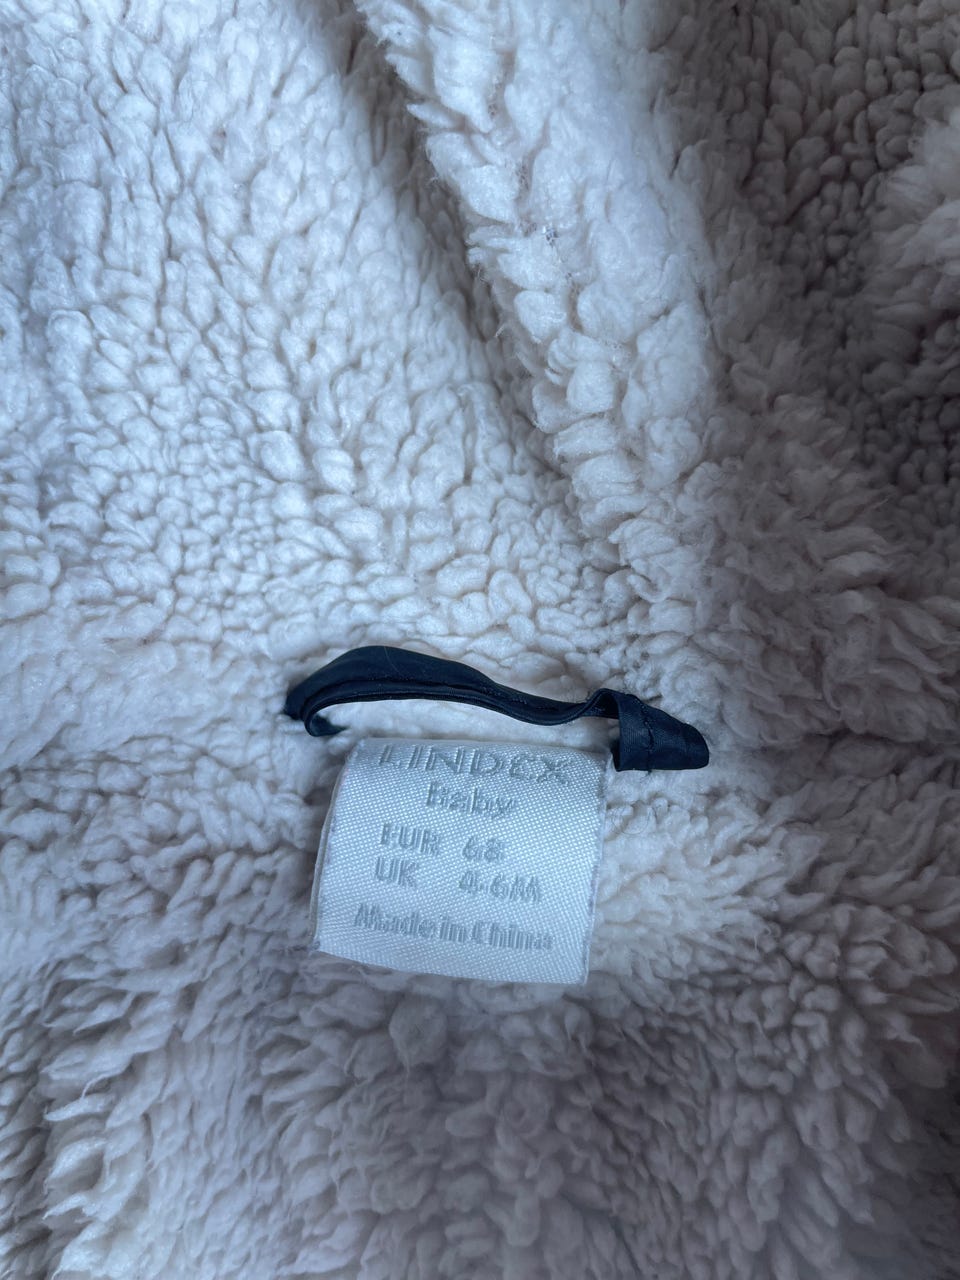 LINDEX
Baby
EUR 68
UK 4-6M
Made in China